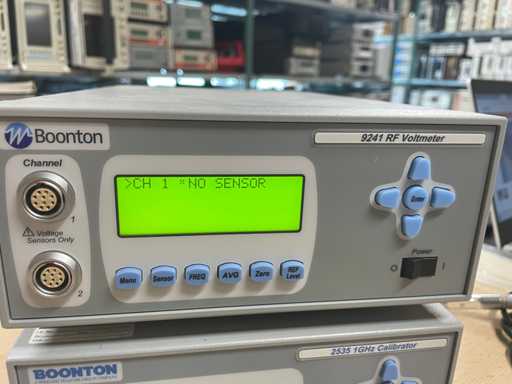 Boonton
9241 RF Voltmeter
Channel
>CH 1 *NO SENSOR
1
Voltage
Sensors Only
Enter
Power
O
I
2
Menu
Sensor
FREQ
AVG
Zero
REF
Level
BOONTON
2535 1GHz Calibrator